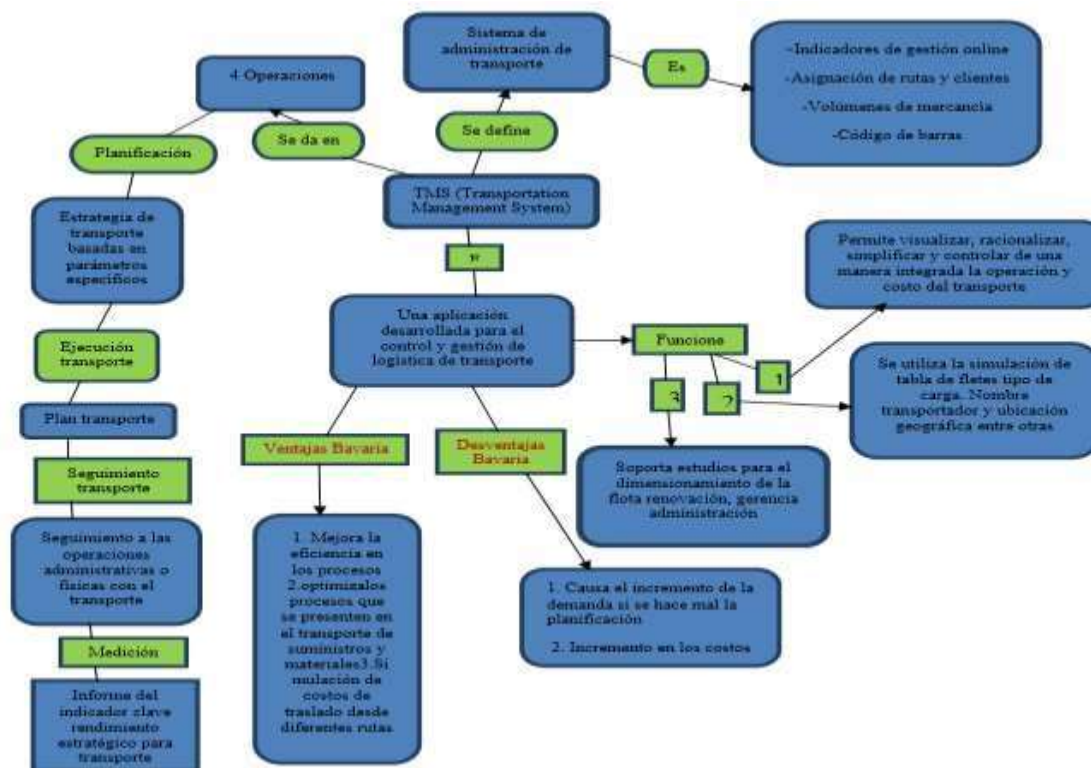 Sistema de
administración de
transporte
Es
-Indicadores de gestión online
-Asignación de rutas y clientes
-Volúmenes de mercancía
-Código de barras
4 Operaciones
Planificación
Se da en
Se define
TMS (Transportation
Management System)
Estrategia de
transporte
basadas en
parámetros
específicos
Permite visualizar, racionalizar,
simplificar y controlar de una
manera integrada la operación y
costo del transporte
Una aplicación
desarrollada para el
control y gestión de
logística de transporte
Funcione
1
2
3
Ejecución
transporte
Se utiliza la simulación de
tabla de fletes tipo de
carga. Nombre
transportador y ubicación
geográfica entre otras
Plan transporte
Ventajas Bavaria
Desventajas
Bavaria
Seguimiento
transporte
Soporta estudios para el
dimensionamiento de la
flota renovación, gerencia
administración
Seguimiento a las
operaciones
administrativas o
físicas con el
transporte
1. Mejora la
eficiencia en
los procesos
2.optimizalos
procesos que
se presenten en
el transporte de
suministros y
materiales3.Si
mulación de
costos de
traslado desde
diferentes rutas
1. Causa el incremento de la
demanda si se hace mal la
planificación
2. Incremento en los costos
Medición
Informe del
indicador clave
rendimiento
estratégico para
transporte